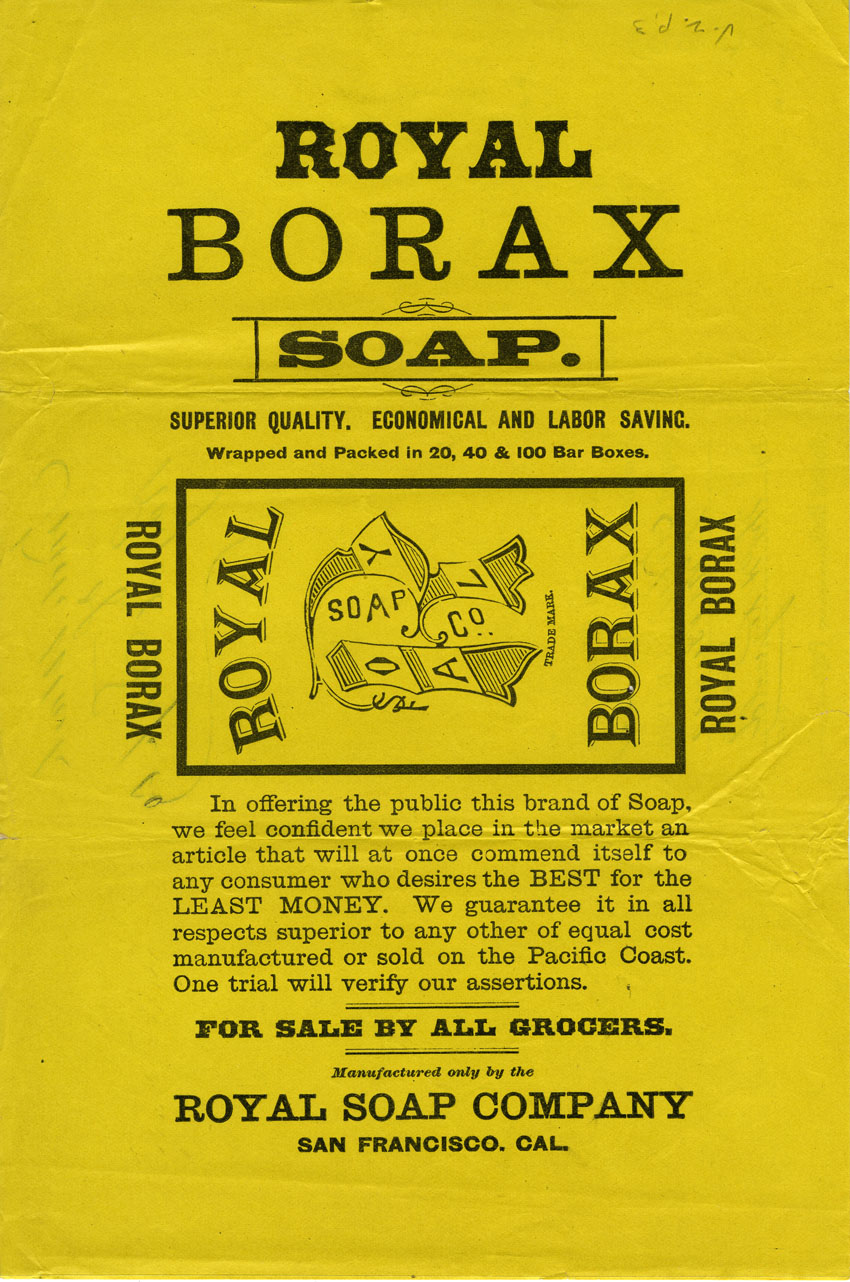 v. 2. p. 3
ROYAL
BORAX
SOAP.
SUPERIOR QUALITY. ECONOMICAL AND LABOR SAVING.
Wrapped and Packed in 20, 40 & 100 Bar Boxes.
ROYAL BORAX
ROYAL
ROYAL
SOAP
Co.
S F
TRADE MARK.
BORAX
ROYAL BORAX
In offering the public this brand of Soap,
we feel confident we place in the market an
article that will at once commend itself to
any consumer who desires the BEST for the
LEAST MONEY. We guarantee it in all
respects superior to any other of equal cost
manufactured or sold on the Pacific Coast.
One trial will verify our assertions.
FOR SALE BY ALL GROCERS.
Manufactured only by the
ROYAL SOAP COMPANY
SAN FRANCISCO. CAL.